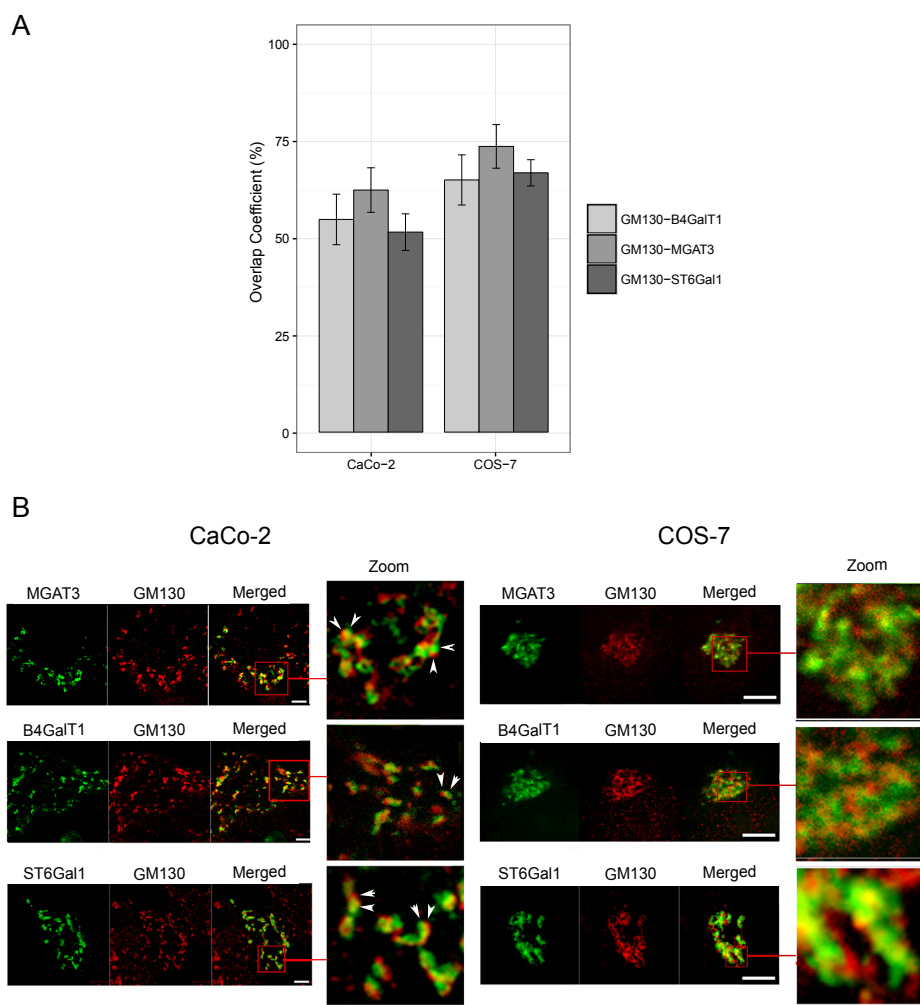 A
100
75
50
25
0
Overlap Coefficient (%)
CaCo−2
COS−7
GM130−B4GalT1
GM130−MGAT3
GM130−ST6Gal1
B
CaCo-2
COS-7
MGAT3 GM130 Merged Zoom
MGAT3 GM130 Merged Zoom
B4GalT1 GM130 Merged
B4GalT1 GM130 Merged
ST6Gal1 GM130 Merged
ST6Gal1 GM130 Merged